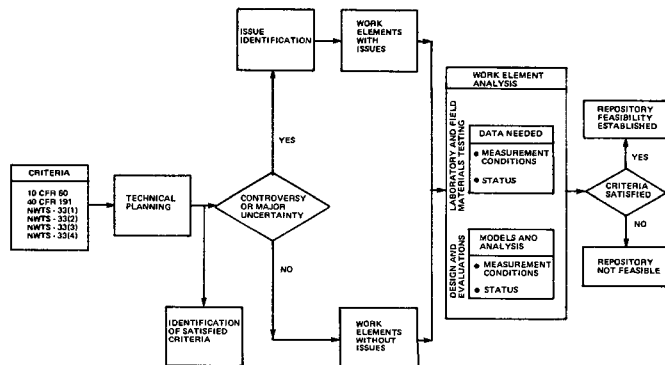 ISSUE
IDENTIFICATION
WORK
ELEMENTS
WITH
ISSUES
YES
CRITERIA
10 CFR 60
40 CFR 191
NWTS - 33(1)
NWTS - 33(2)
NWTS - 33(3)
NWTS - 33(4)
TECHNICAL
PLANNING
CONTROVERSY
OR MAJOR
UNCERTAINTY
NO
IDENTIFICATION
OF SATISFIED
CRITERIA
WORK
ELEMENTS
WITHOUT
ISSUES
WORK ELEMENT
ANALYSIS
LABORATORY AND FIELD
MATERIALS TESTING
DATA NEEDED
● MEASUREMENT
CONDITIONS
● STATUS
DESIGN AND
EVALUATIONS
MODELS AND
ANALYSIS
● MEASUREMENT
CONDITIONS
● STATUS
REPOSITORY
FEASIBILITY
ESTABLISHED
YES
CRITERIA
SATISFIED
NO
REPOSITORY
NOT FEASIBLE